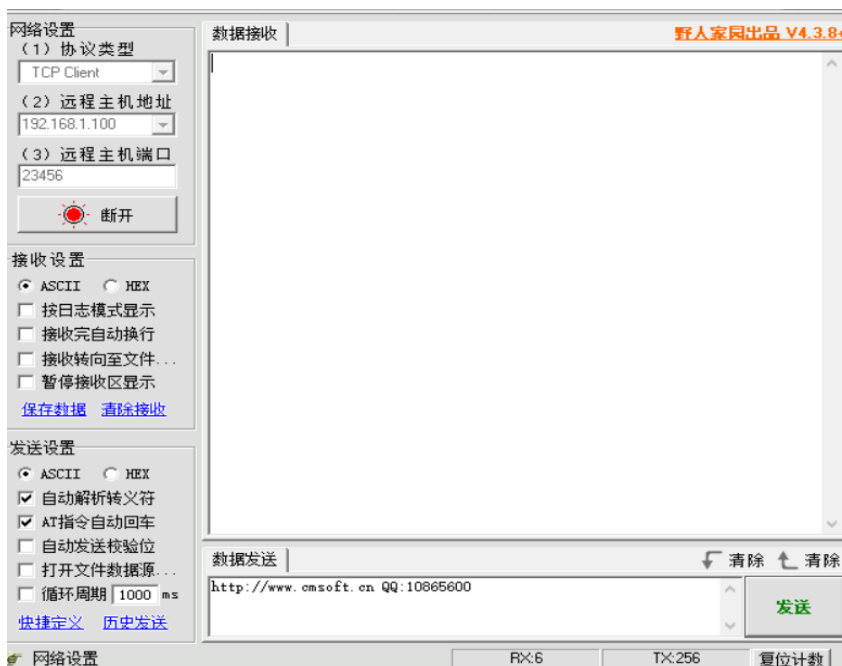 网络设置
(1) 协议类型
TCP Client
(2) 远程主机地址
192.168.1.100
(3) 远程主机端口
23456
断开
接收设置
ASCII HEX
按日志模式显示
接收完自动换行
接收转向至文件...
暂停接收区显示
保存数据 清除接收
发送设置
ASCII HEX
自动解析转义符
AT指令自动回车
自动发送校验位
打开文件数据源...
循环周期 1000 ms
快捷定义 历史发送
数据接收 野人家园出品 V4.3.8
数据发送 清除 清除
http://www.cmsoft.cn QQ:10865600
发送
网络设置 RX:6 TX:256 复位计数